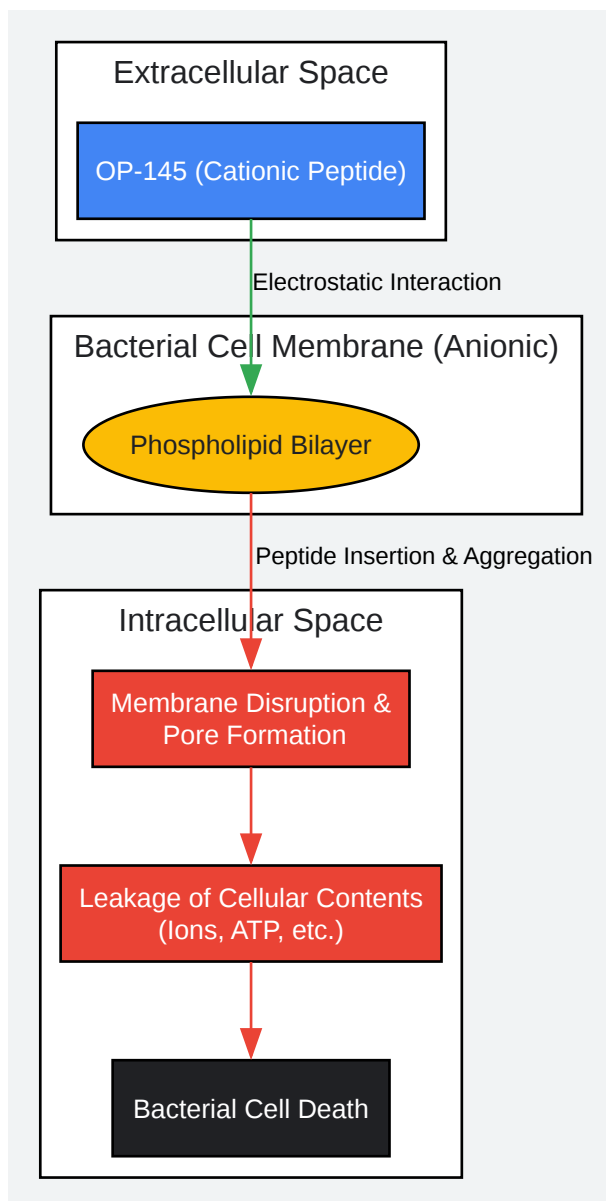 Extracellular Space
OP-145 (Cationic Peptide)
Electrostatic Interaction
Bacterial Cell Membrane (Anionic)
Phospholipid Bilayer
Peptide Insertion & Aggregation
Intracellular Space
Membrane Disruption &
Pore Formation
Leakage of Cellular Contents
(Ions, ATP, etc.)
Bacterial Cell Death